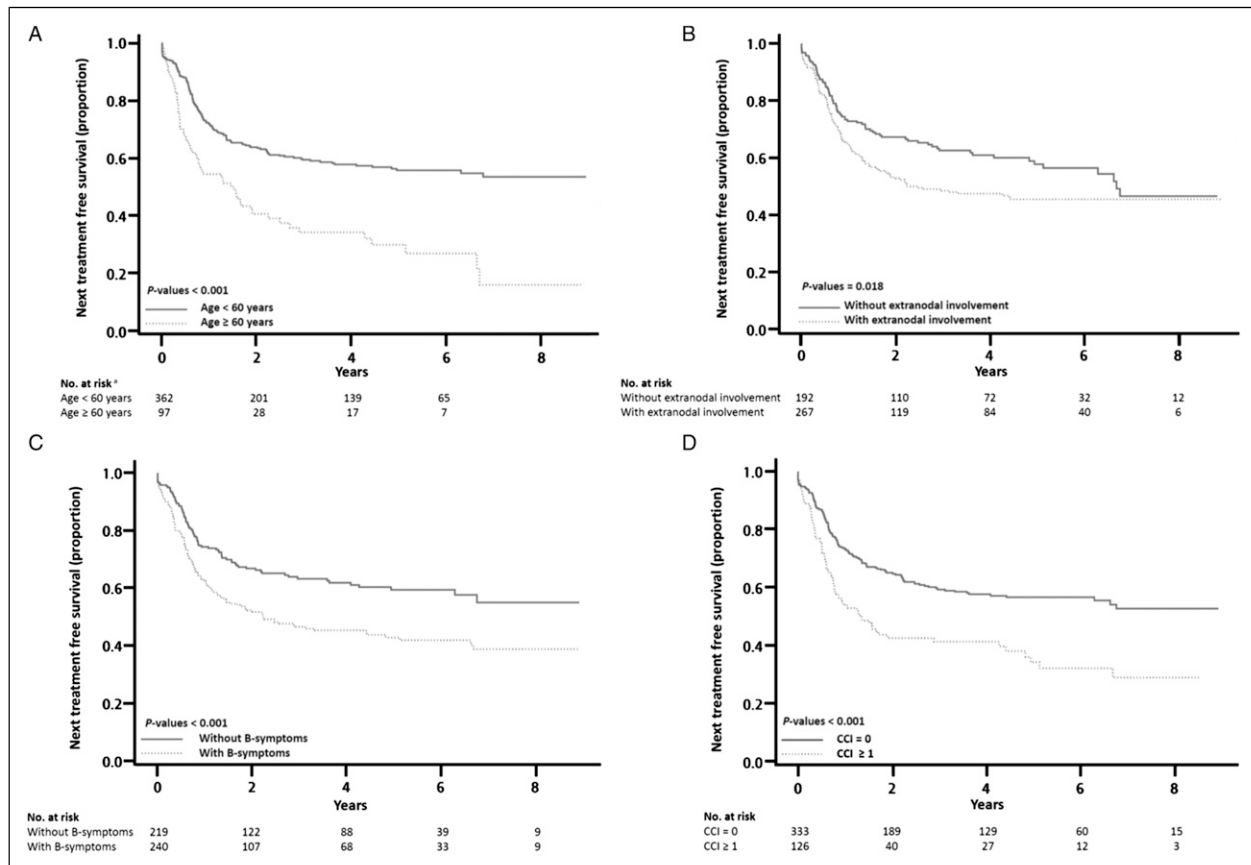 A
Next treatment free survival (proportion)
1.0
0.8
0.6
0.4
0.2
0.0
P-values < 0.001
Age < 60 years
Age ≥ 60 years
0 2 4 6 8
Years
No. at risk ª
Age < 60 years 362 201 139 65
Age ≥ 60 years 97 28 17 7
B
Next treatment free survival (proportion)
1.0
0.8
0.6
0.4
0.2
0.0
P-values = 0.018
Without extranodal involvement
With extranodal involvement
0 2 4 6 8
Years
No. at risk
Without extranodal involvement 192 110 72 32 12
With extranodal involvement 267 119 84 40 6
C
Next treatment free survival (proportion)
1.0
0.8
0.6
0.4
0.2
0.0
P-values < 0.001
Without B-symptoms
With B-symptoms
0 2 4 6 8
Years
No. at risk
Without B-symptoms 219 122 88 39 9
With B-symptoms 240 107 68 33 9
D
Next treatment free survival (proportion)
1.0
0.8
0.6
0.4
0.2
0.0
P-values < 0.001
CCI = 0
CCI ≥ 1
0 2 4 6 8
Years
No. at risk
CCI = 0 333 189 129 60 15
CCI ≥ 1 126 40 27 12 3